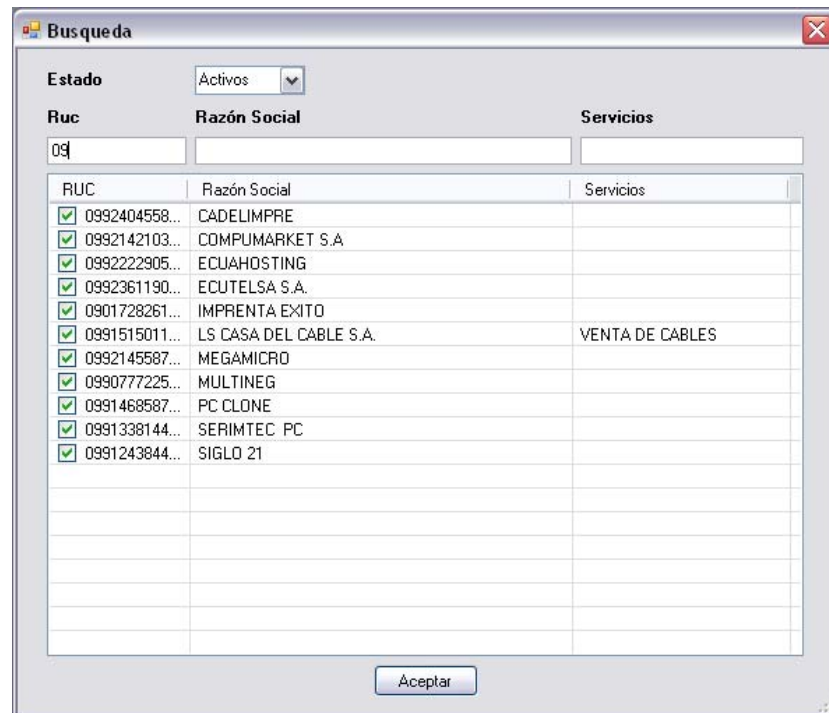 Busqueda
Estado Activos
Ruc Razón Social Servicios
09
RUC Razón Social Servicios
0992404558... CADELIMPRE
0992142103... COMPUMARKET S.A
0992222905... ECUAHOSTING
0992361190... ECUTELSA S.A.
0901728261... IMPRENTA EXITO
0991515011... LS CASA DEL CABLE S.A. VENTA DE CABLES
0992145587... MEGAMICRO
0990777225... MULTINEG
0991468587... PC CLONE
0991338144... SERIMTEC PC
0991243844... SIGLO 21
Aceptar